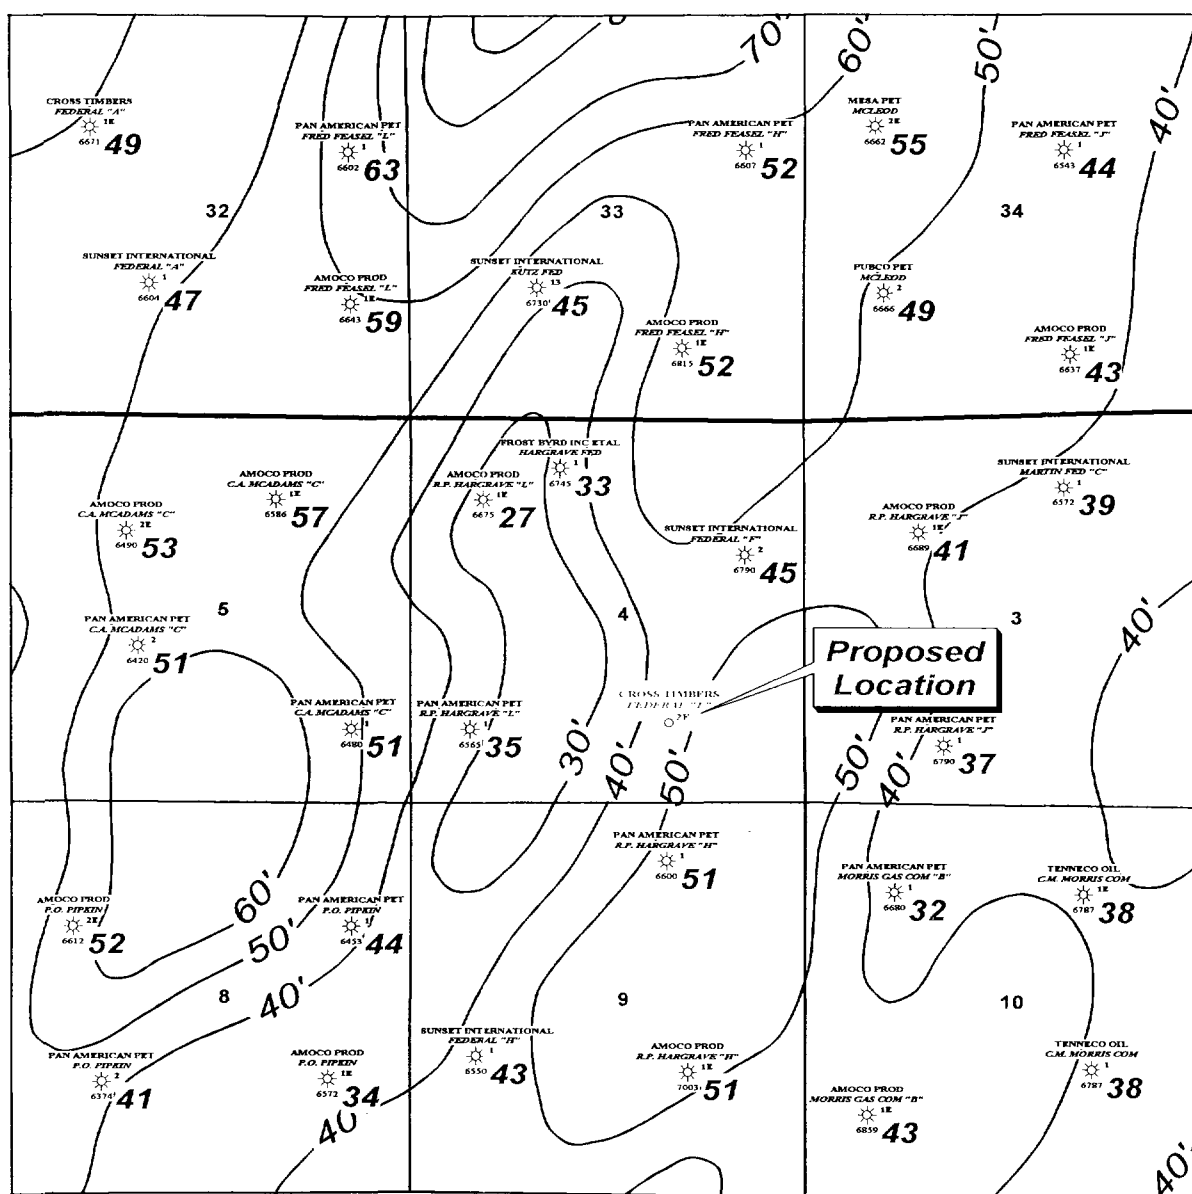 70'
60'
50'
40'
CROSS TIMBERS
FEDERAL "A"
1E
6671
49
PAN AMERICAN PET
FRED FEASEL "L"
1
6602
63
PAN AMERICAN PET
FRED FEASEL "H"
1
6607
52
MESA PET
MCLEOD
2E
6662
55
PAN AMERICAN PET
FRED FEASEL "J"
1
6543
44
32
33
34
SUNSET INTERNATIONAL
FEDERAL "A"
1
6604
47
AMOCO PROD
FRED FEASEL "L"
1E
6643
59
SUNSET INTERNATIONAL
KUTZ FED
13
6730'
45
PUBCO PET
MCLEOD
2
6666
49
AMOCO PROD
FRED FEASEL "H"
1E
6815
52
AMOCO PROD
FRED FEASEL "J"
1E
6637
43
AMOCO PROD
C.A. MCADAMS "C"
2E
6490
53
AMOCO PROD
C.A. MCADAMS "C"
1E
6586
57
AMOCO PROD
R.P. HARGRAVE "L"
1E
6675
27
FROST BYRD INC ETAL
HARGRAVE FED
1
6745
33
SUNSET INTERNATIONAL
FEDERAL "F"
2
6790
45
AMOCO PROD
R.P. HARGRAVE "J"
1E
6689
41
SUNSET INTERNATIONAL
MARTIN FED "C"
1
6572
39
5
4
3
40'
PAN AMERICAN PET
C.A. MCADAMS "C"
2
6420
51
Proposed
Location
PAN AMERICAN PET
C.A. MCADAMS "C"
1
6480
51
PAN AMERICAN PET
R.P. HARGRAVE "L"
1
6565'
35
CROSS TIMBERS
2F
PAN AMERICAN PET
R.P. HARGRAVE "J"
1
6790
37
30'
40'
50'
50'
40'
PAN AMERICAN PET
R.P. HARGRAVE "H"
1
6600
51
PAN AMERICAN PET
MORRIS GAS COM "B"
1
6680
32
TENNECO OIL
C.M. MORRIS COM
1E
6787
38
AMOCO PROD
P.O. PIPKIN
2E
6612
52
PAN AMERICAN PET
P.O. PIPKIN
1
6453'
44
60'
50'
40'
8
9
10
PAN AMERICAN PET
P.O. PIPKIN
2
6374'
41
AMOCO PROD
P.O. PIPKIN
1E
6572
34
SUNSET INTERNATIONAL
FEDERAL "H"
1
6550
43
AMOCO PROD
R.P. HARGRAVE "H"
1E
7003'
51
AMOCO PROD
MORRIS GAS COM "B"
1E
6859
43
TENNECO OIL
C.M. MORRIS COM
1
6787
38
40'
40'